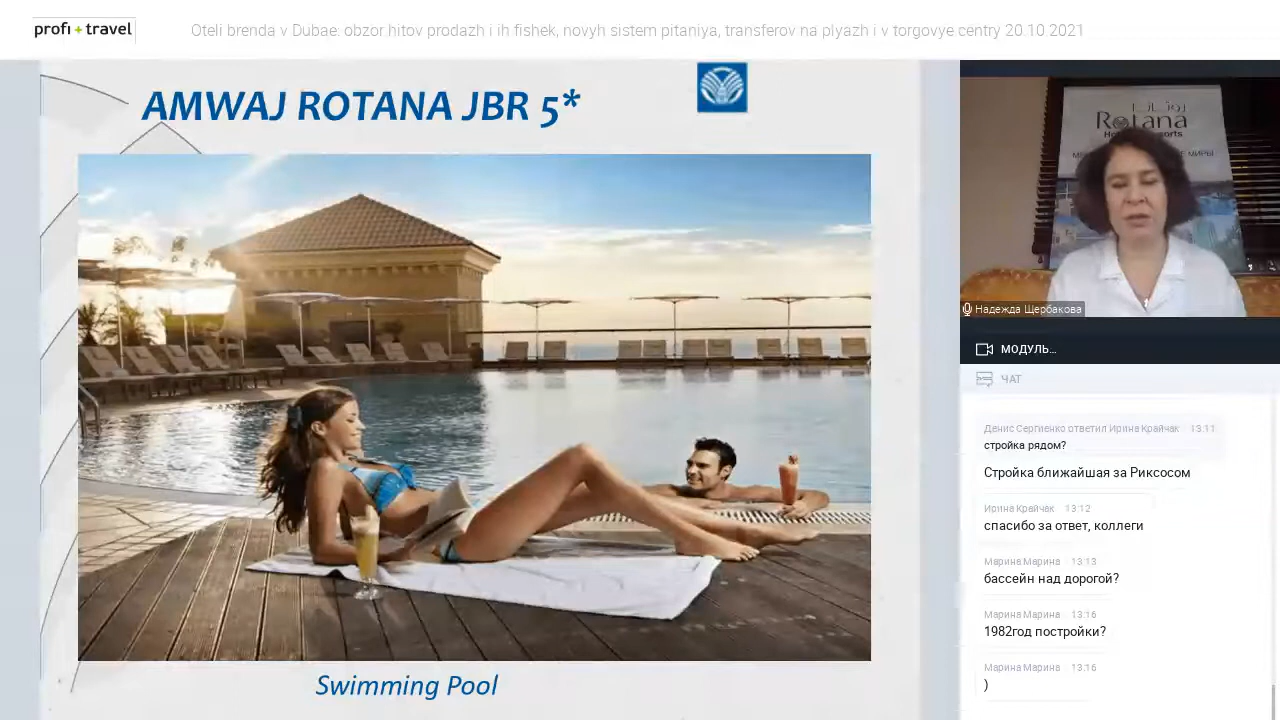 profi + travel
Oteli brenda v Dubae: obzor hitov prodazh i ih fishek, novyh sistem pitaniya, transferov na plyazh i v torgovye centry 20.10.2021
AMWAJ ROTANA JBR 5*
Swimming Pool
روتانا
Rotana
МИРЫ
Надежда Щербакова
МОДУЛЬ...
ЧАТ
Денис Сергиенко ответил Ирина Крайчак 13:11
стройка рядом?
Стройка ближайшая за Риксосом
Ирина Крайчак 13:12
спасибо за ответ, коллеги
Марина Марина 13:13
бассейн над дорогой?
Марина Марина 13:16
1982год постройки?
Марина Марина 13:16
)